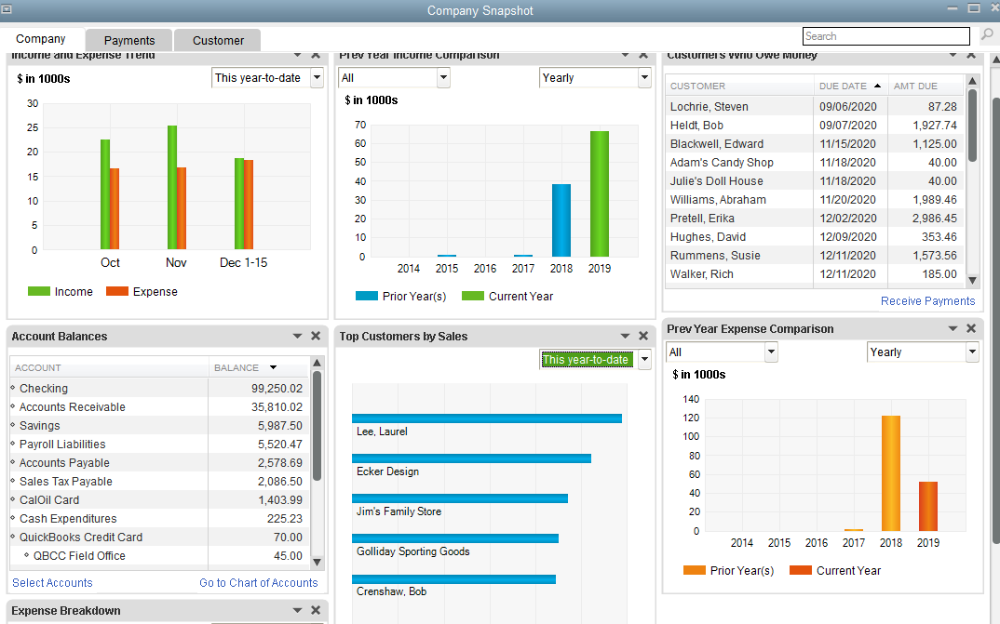 Company Snapshot
Company
Payments
Customer
Search
Income and Expense Trend
$ in 1000s
This year-to-date
30
25
20
15
10
5
0
Oct
Nov
Dec 1-15
Income
Expense
Prev Year Income Comparison
All
Yearly
$ in 1000s
70
60
50
40
30
20
10
0
2014
2015
2016
2017
2018
2019
Prior Year(s)
Current Year
Customers Who Owe Money
CUSTOMER DUE DATE AMT DUE
Lochrie, Steven 09/06/2020 87.28
Heldt, Bob 09/07/2020 1,927.74
Blackwell, Edward 11/15/2020 1,125.00
Adam's Candy Shop 11/18/2020 40.00
Julie's Doll House 11/18/2020 40.00
Williams, Abraham 11/20/2020 1,989.46
Pretell, Erika 12/02/2020 2,986.45
Hughes, David 12/09/2020 353.46
Rummens, Susie 12/11/2020 1,573.56
Walker, Rich 12/11/2020 185.00
Receive Payments
Account Balances
ACCOUNT BALANCE
Checking 99,250.02
Accounts Receivable 35,810.02
Savings 5,987.50
Payroll Liabilities 5,520.47
Accounts Payable 2,578.69
Sales Tax Payable 2,086.50
CalOil Card 1,403.99
Cash Expenditures 225.23
QuickBooks Credit Card 70.00
QBCC Field Office 45.00
Select Accounts
Go to Chart of Accounts
Top Customers by Sales
This year-to-date
Lee, Laurel
Ecker Design
Jim's Family Store
Golliday Sporting Goods
Crenshaw, Bob
Prev Year Expense Comparison
All
Yearly
$ in 1000s
140
120
100
80
60
40
20
0
2014
2015
2016
2017
2018
2019
Prior Year(s)
Current Year
Expense Breakdown